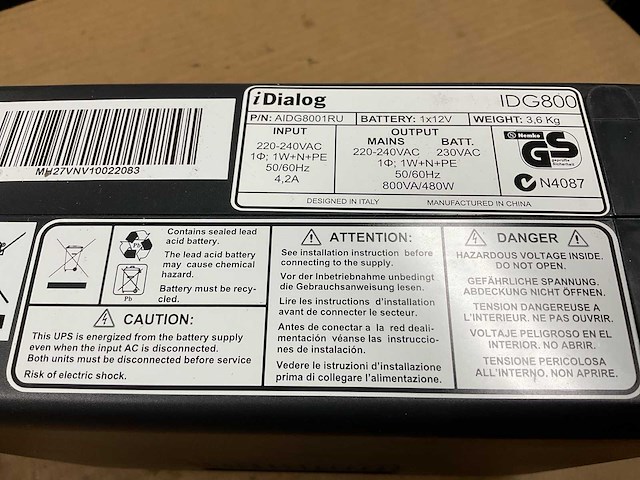 iDialog IDG800
P/N: AIDG8001RU BATTERY: 1x12V WEIGHT: 3,6 Kg
INPUT
220-240VAC
1Φ; 1W+N+PE
50/60Hz
4,2A
OUTPUT
MAINS BATT.
220-240VAC 230VAC
1Φ; 1W+N+PE
50/60Hz
800VA/480W
Nemko
GS
geprüfte
Sicherheit
N4087
DESIGNED IN ITALY MANUFACTURED IN CHINA
MH27VNV10022083
Pb
Pb
Contains sealed lead
acid battery.
The lead acid battery
may cause chemical
hazard.
Battery must be recy-
cled.
CAUTION:
This UPS is energized from the battery supply
even when the input AC is disconnected.
Both units must be disconnected before service
Risk of electric shock.
ATTENTION:
See installation instruction before
connecting to the supply.
Vor der Inbetriebnahme unbedingt
die Gebrauchsanweisung lesen.
Lire les instructions d'installation
avant de connecter le secteur.
Antes de conectar a la red deali-
mentación véanse las instruccio-
nes de instalación.
Vedere le istruzioni d'installazione
prima di collegare l'alimentazione.
DANGER
HAZARDOUS VOLTAGE INSIDE.
DO NOT OPEN.
GEFÄHRLICHE SPANNUNG.
ABDECKUNG NICHT ÖFFNEN.
TENSION DANGEREUSE A
L'INTERIEUR. NE PAS OUVRIR.
VOLTAJE PELIGROSO EN EL
INTERIOR. NO ABRIR.
TENSIONE PERICOLOSA
ALL'INTERNO. NON APRIRE.